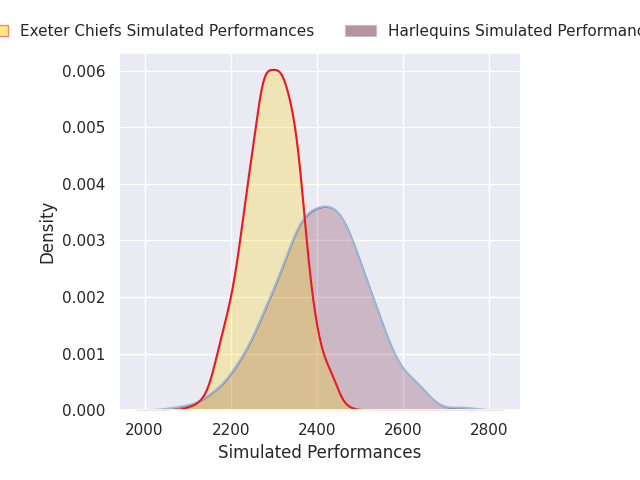 Exeter Chiefs Simulated Performances
Harlequins Simulated
0.006
0.005
0.004
0.003
0.002
0.001
0.000
Density
2000 2200 2400 2600 2800
Simulated Performances